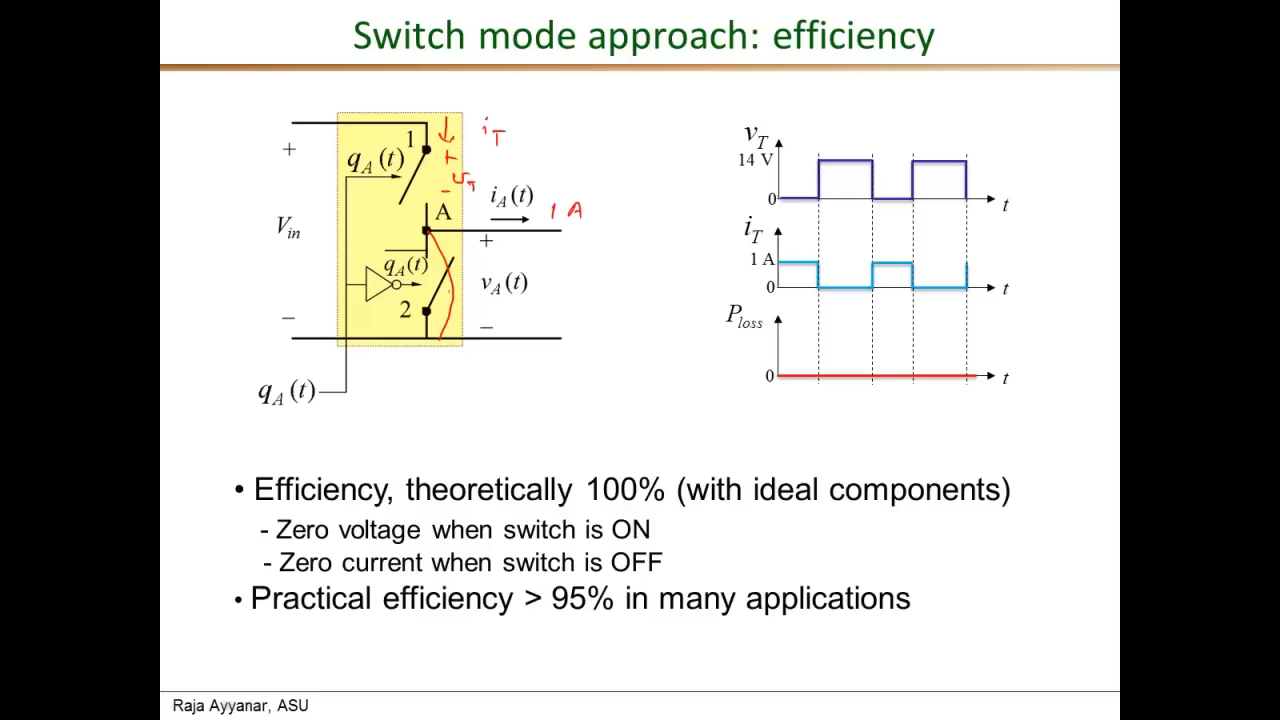 Switch mode approach: efficiency
+
1
q_A (t)
i_T
+
υ_T
-
V_in
A
i_A (t)
1 A
+
q̅_A(t)
v_A (t)
2
–
–
q_A (t)
v_T
14 V
0
t
i_T
1 A
0
t
P_loss
0
t
• Efficiency, theoretically 100% (with ideal components)
- Zero voltage when switch is ON
- Zero current when switch is OFF
• Practical efficiency > 95% in many applications
Raja Ayyanar, ASU